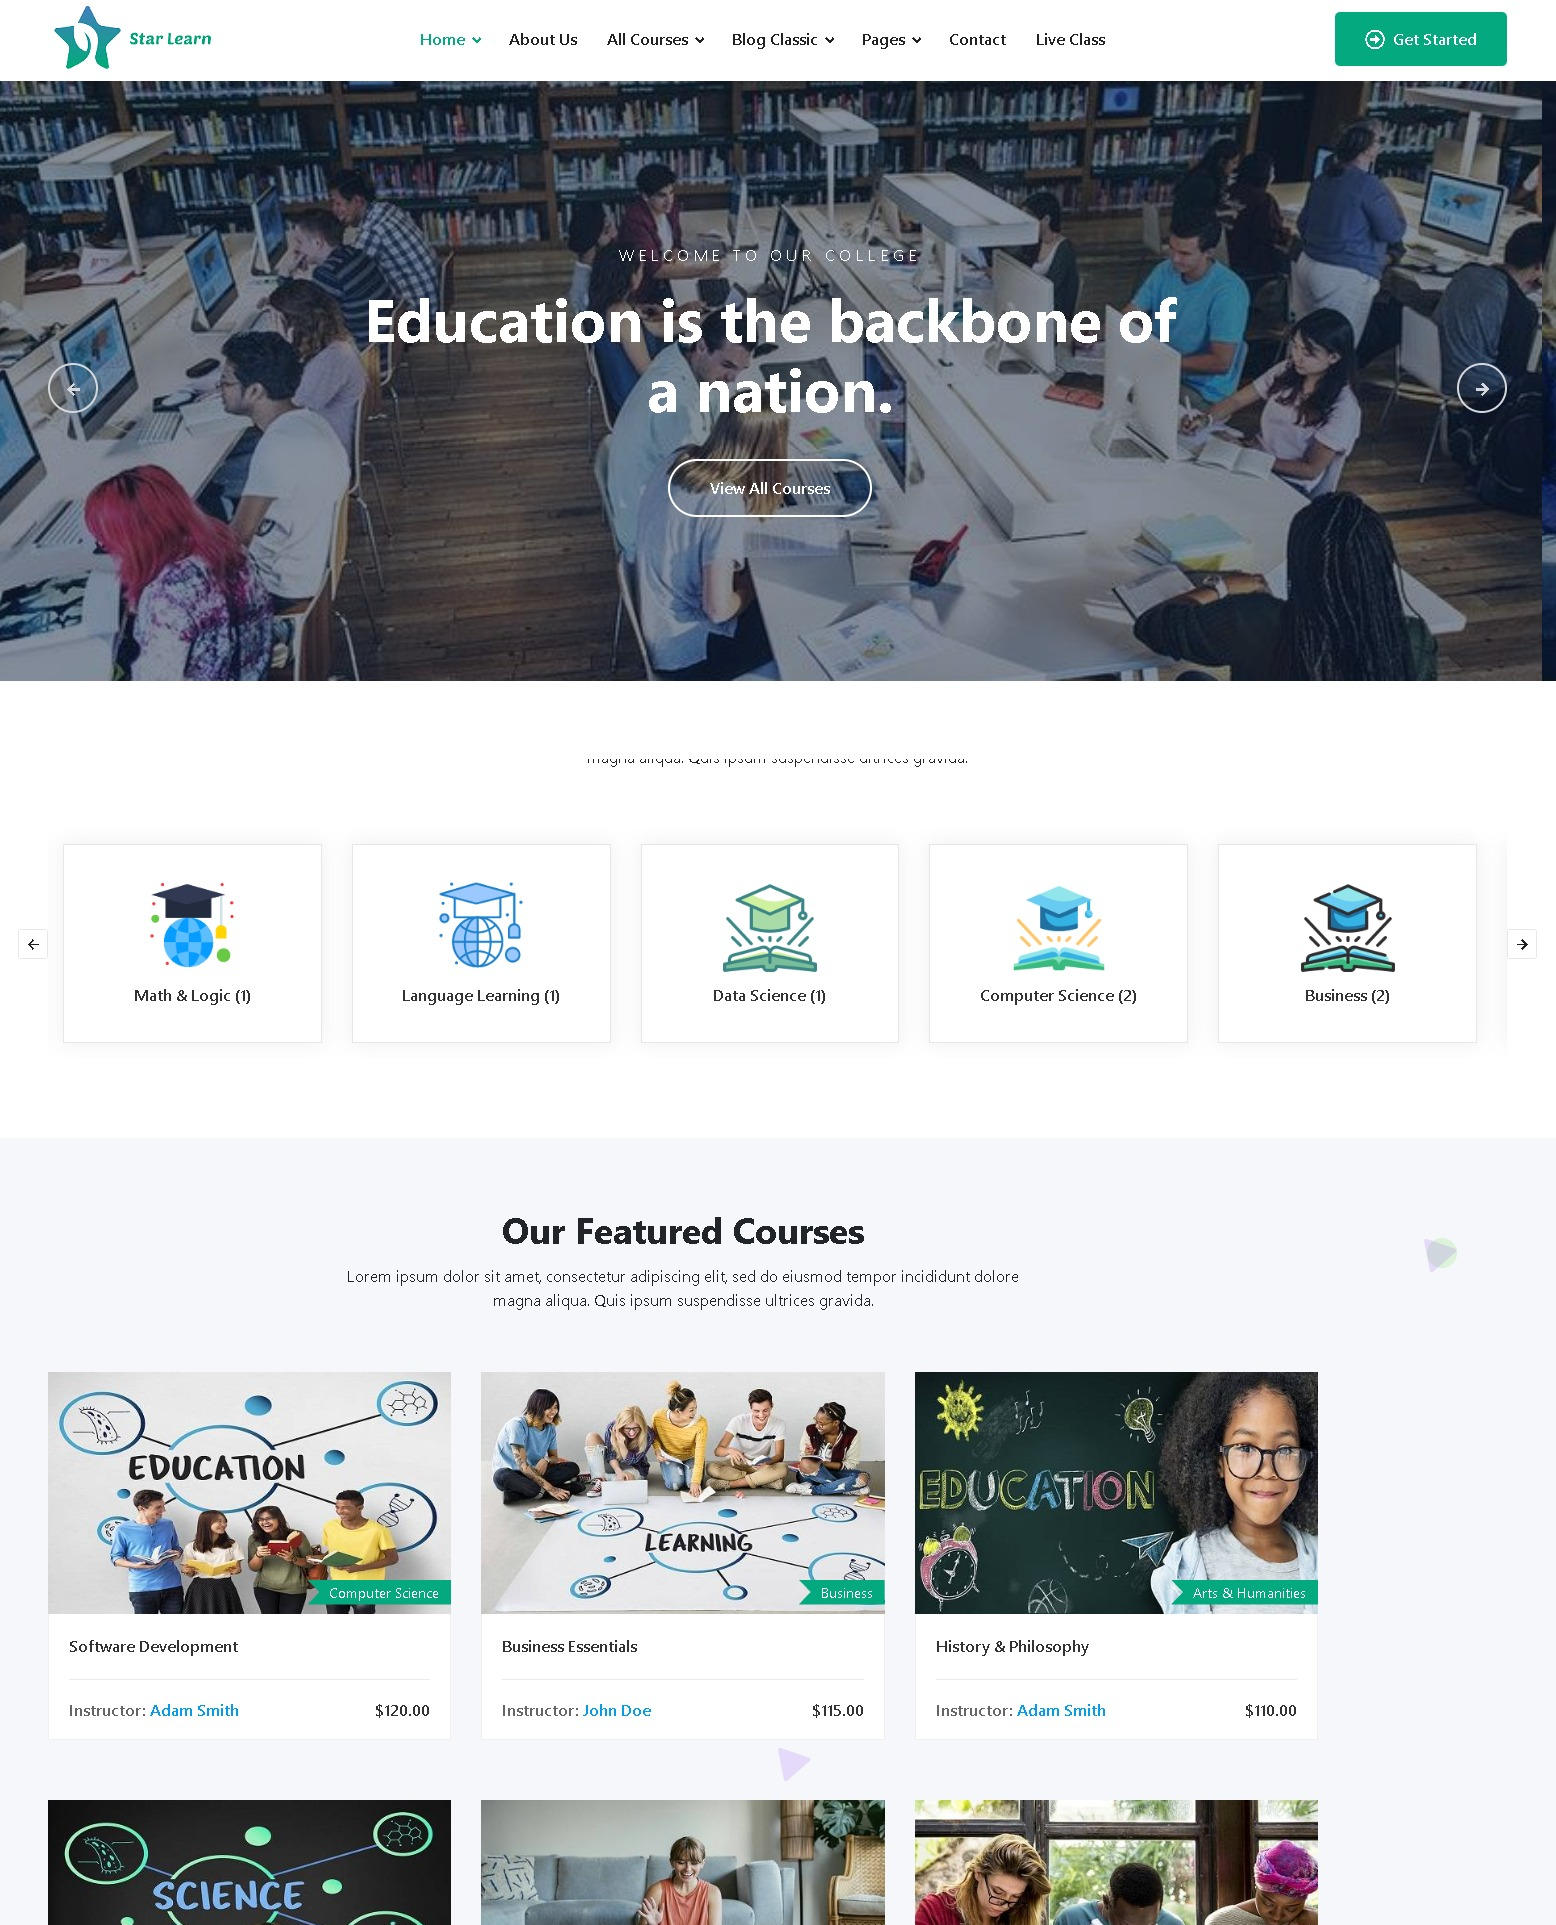 Star Learn
Home
About Us
All Courses
Blog Classic
Pages
Contact
Live Class
Get Started
WELCOME TO OUR COLLEGE
Education is the backbone of
a nation.
View All Courses
magna aliqua. Quis ipsum suspendisse ultrices gravida.
Math & Logic (1)
Language Learning (1)
Data Science (1)
Computer Science (2)
Business (2)
Our Featured Courses
Lorem ipsum dolor sit amet, consectetur adipiscing elit, sed do eiusmod tempor incididunt dolore
magna aliqua. Quis ipsum suspendisse ultrices gravida.
EDUCATION
Computer Science
LEARNING
Business
EDUCATION
Arts & Humanities
Software Development
Instructor: Adam Smith
$120.00
Business Essentials
Instructor: John Doe
$115.00
History & Philosophy
Instructor: Adam Smith
$110.00
SCIENCE